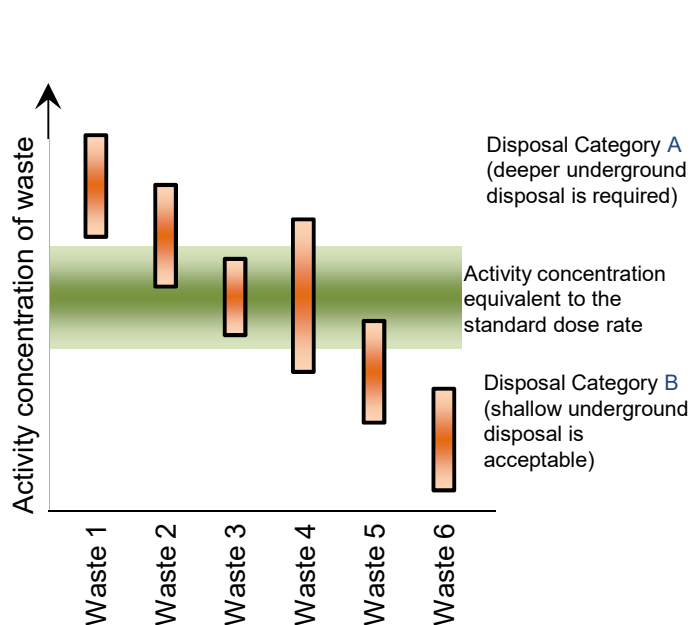 Activity concentration of waste
Disposal Category A
(deeper underground
disposal is required)
Activity concentration
equivalent to the
standard dose rate
Disposal Category B
(shallow underground
disposal is
acceptable)
Waste 1
Waste 2
Waste 3
Waste 4
Waste 5
Waste 6